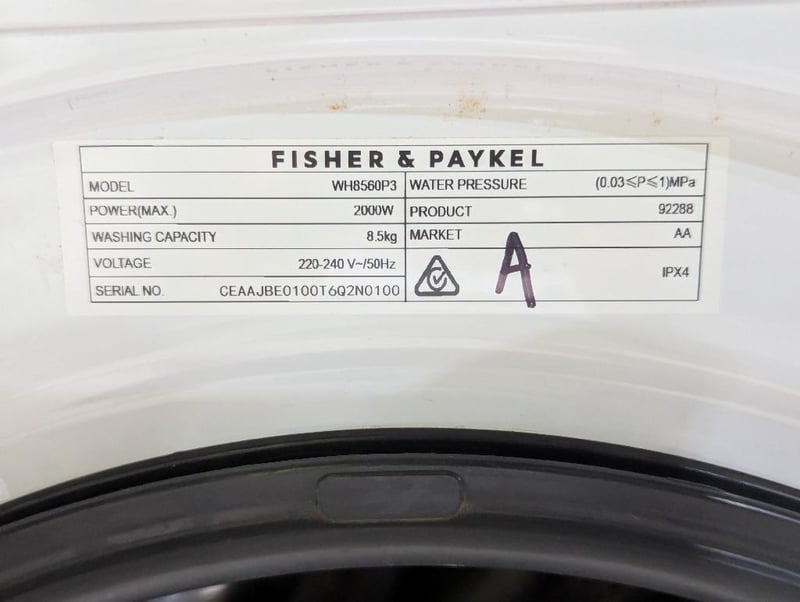 FISHER & PAYKEL
MODEL WH8560P3 WATER PRESSURE (0.03≤P≤1)MPa
POWER(MAX.) 2000W PRODUCT 92288
WASHING CAPACITY 8.5kg MARKET AA
VOLTAGE 220-240 V~/50Hz A IPX4
SERIAL NO. CEAAJBE0100T6Q2N0100